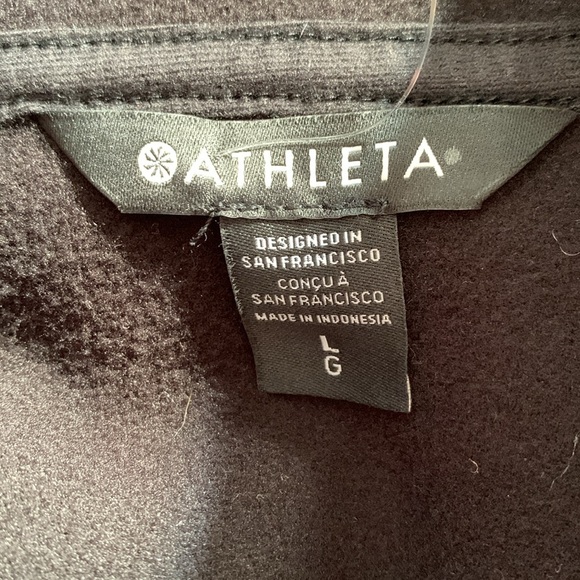 ATHLETA
DESIGNED IN
SAN FRANCISCO
CONÇU À
SAN FRANCISCO
MADE IN INDONESIA
L
G